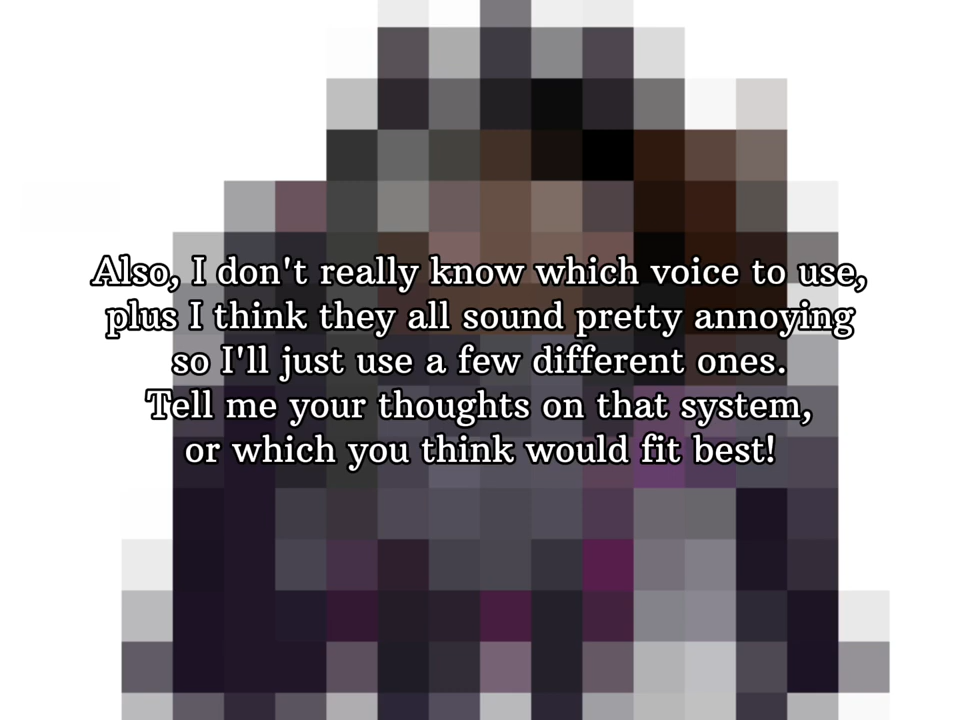 Also, I don't really know which voice to use,
plus I think they all sound pretty annoying
so I'll just use a few different ones.
Tell me your thoughts on that system,
or which you think would fit best!